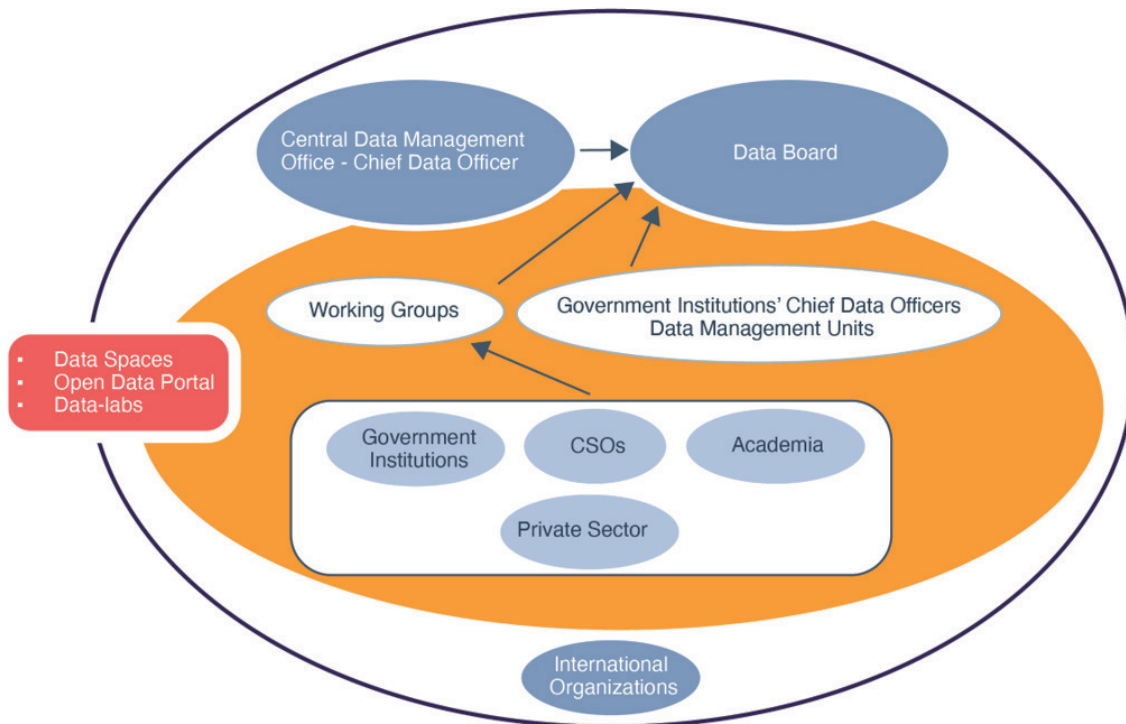 Central Data Management
Office - Chief Data Officer
Data Board
Working Groups
Government Institutions’ Chief Data Officers
Data Management Units
▪ Data Spaces
▪ Open Data Portal
▪ Data-labs
Government
Institutions
CSOs
Academia
Private Sector
International
Organizations